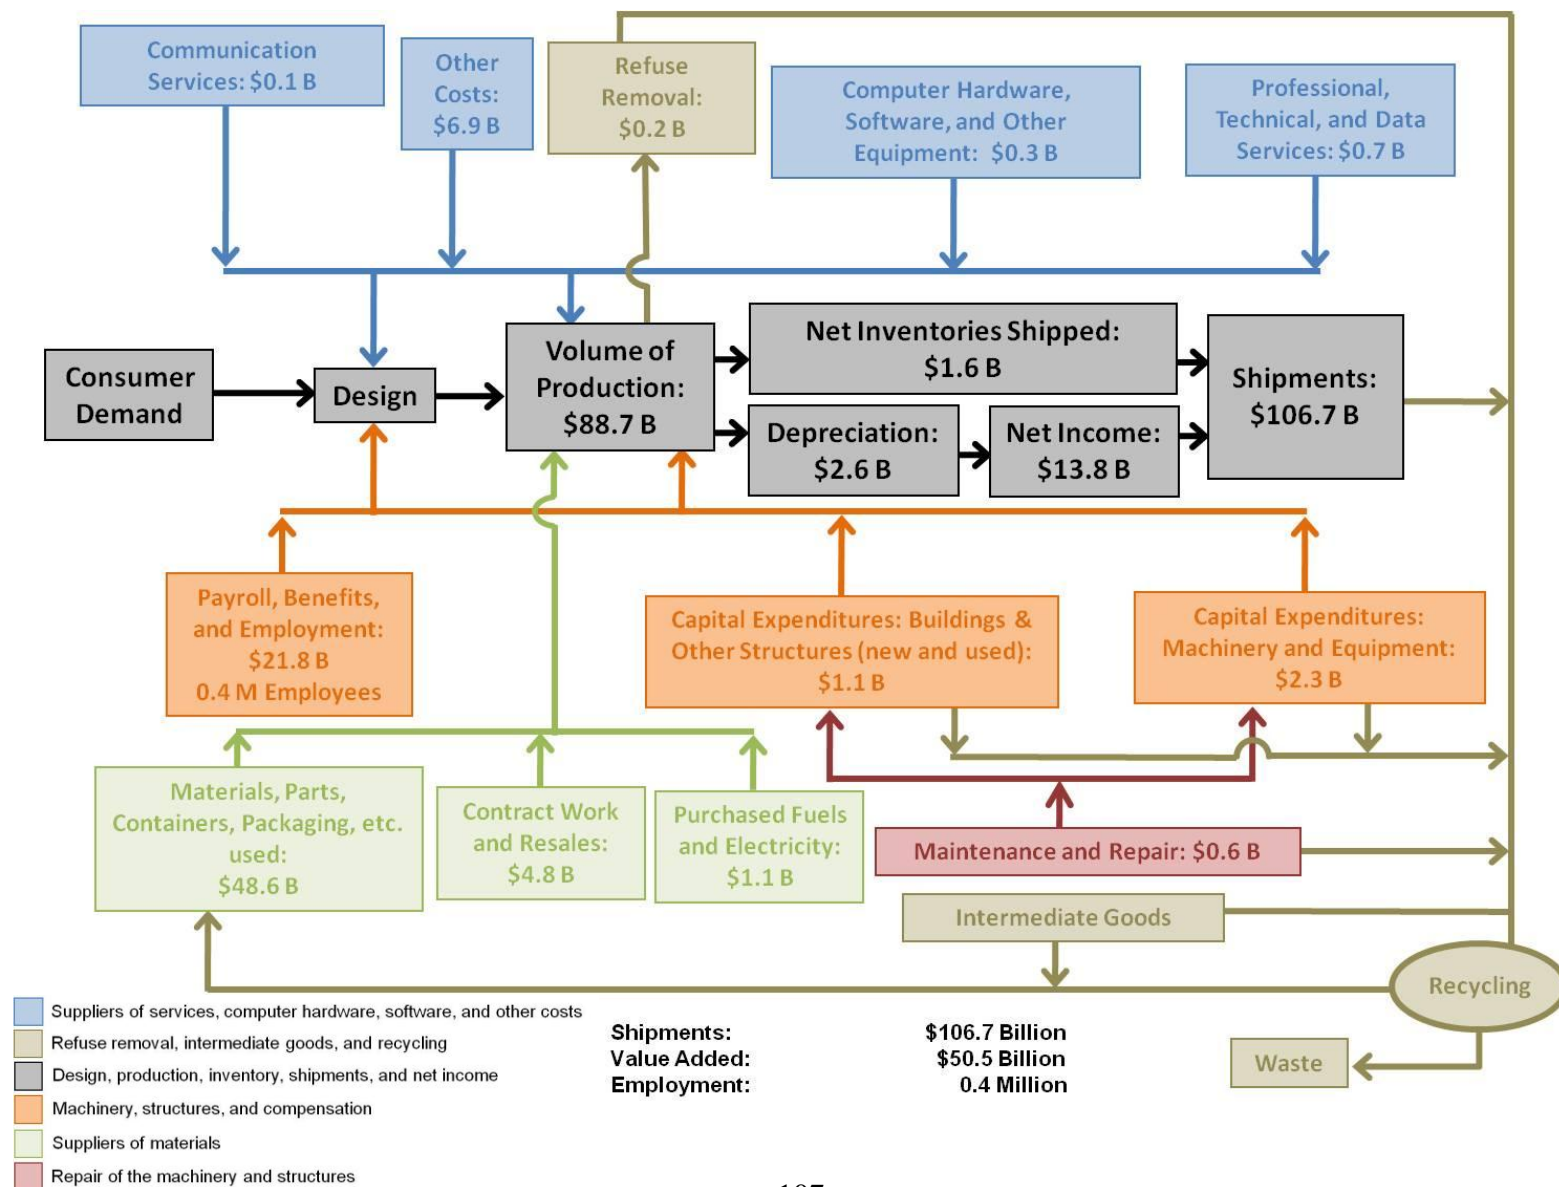 Communication
Services: $0.1 B
Other
Costs:
$6.9 B
Refuse
Removal:
$0.2 B
Computer Hardware,
Software, and Other
Equipment: $0.3 B
Professional,
Technical, and Data
Services: $0.7 B
Consumer
Demand
Design
Volume of
Production:
$88.7 B
Net Inventories Shipped:
$1.6 B
Depreciation:
$2.6 B
Net Income:
$13.8 B
Shipments:
$106.7 B
Payroll, Benefits,
and Employment:
$21.8 B
0.4 M Employees
Capital Expenditures: Buildings &
Other Structures (new and used):
$1.1 B
Capital Expenditures:
Machinery and Equipment:
$2.3 B
Materials, Parts,
Containers, Packaging, etc.
used:
$48.6 B
Contract Work
and Resales:
$4.8 B
Purchased Fuels
and Electricity:
$1.1 B
Maintenance and Repair: $0.6 B
Intermediate Goods
Recycling
Waste
Suppliers of services, computer hardware, software, and other costs
Refuse removal, intermediate goods, and recycling
Design, production, inventory, shipments, and net income
Machinery, structures, and compensation
Suppliers of materials
Repair of the machinery and structures
Shipments: $106.7 Billion
Value Added: $50.5 Billion
Employment: 0.4 Million